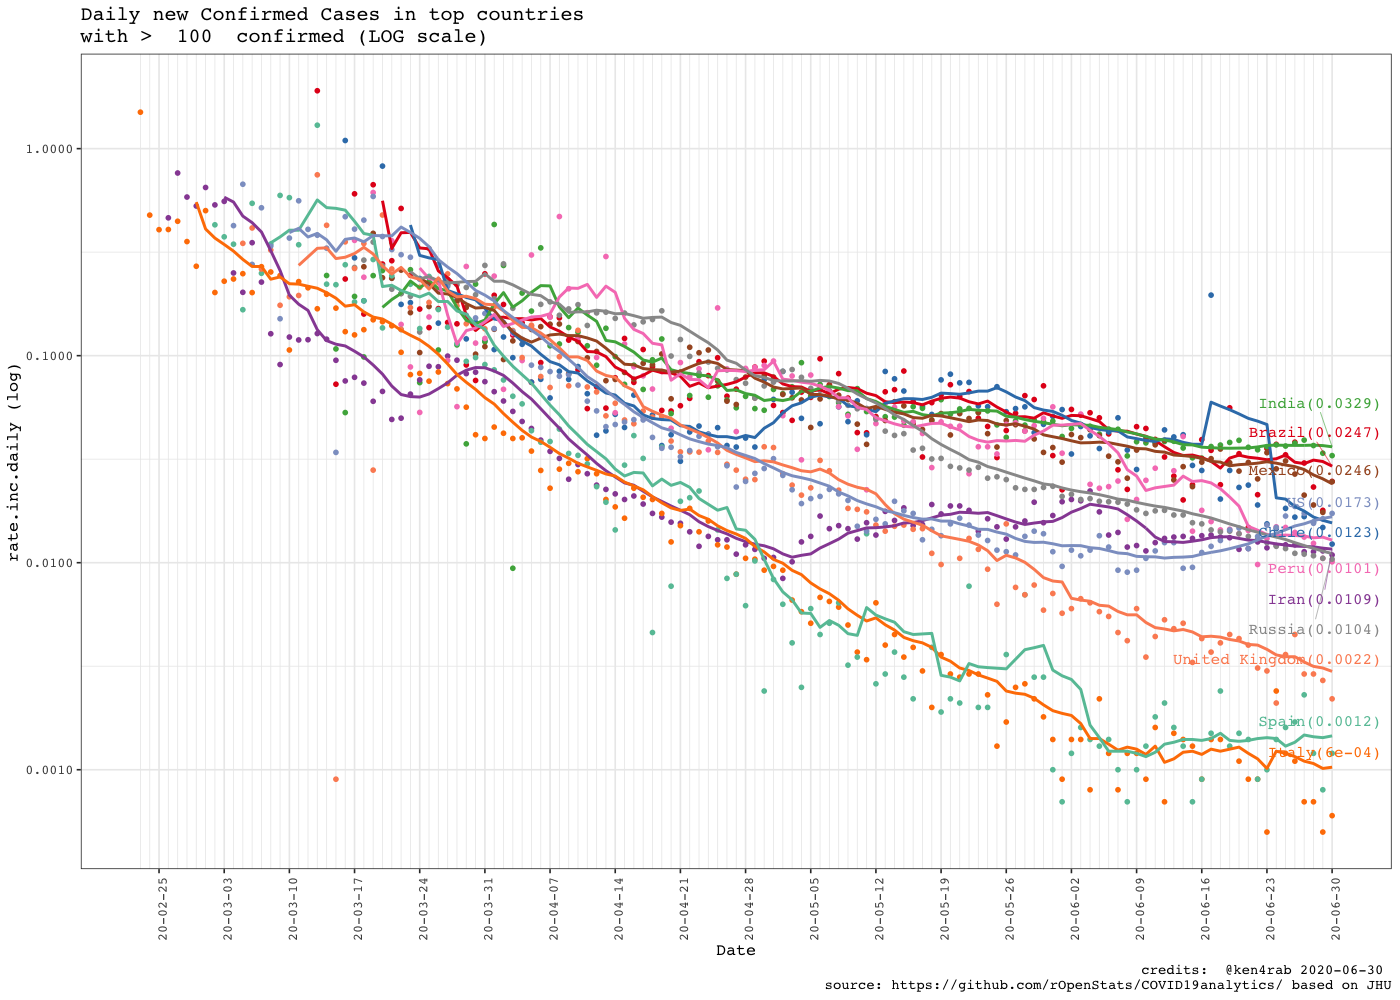 Daily new Confirmed Cases in top countries
with >  100  confirmed (LOG scale)
rate.inc.daily (log)
1.0000
0.1000
0.0100
0.0010
India(0.0329)
Brazil(0.0247)
Mexico(0.0246)
US(0.0173)
Chile(0.0123)
Peru(0.0101)
Iran(0.0109)
Russia(0.0104)
United Kingdom(0.0022)
Spain(0.0012)
Italy(6e-04)
20-02-25
20-03-03
20-03-10
20-03-17
20-03-24
20-03-31
20-04-07
20-04-14
20-04-21
20-04-28
20-05-05
20-05-12
20-05-19
20-05-26
20-06-02
20-06-09
20-06-16
20-06-23
20-06-30
Date
credits:  @ken4rab 2020-06-30
source: https://github.com/rOpenStats/COVID19analytics/ based on JHU